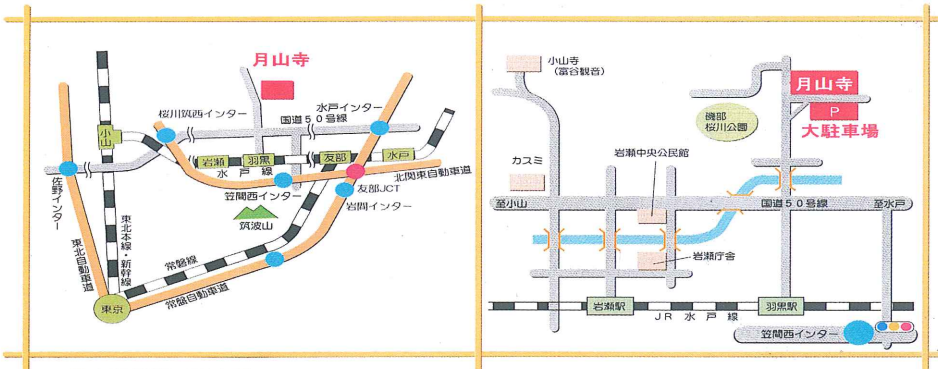 月山寺
水戸インター
国道50号線
桜川筑西インター
小山
岩瀬
羽黒
友部
水戸
水戸線
北関東自動車道
佐野インター
笠間西インター
友部JCT
岩間インター
筑波山
東北本線・新幹線
東北自動車道
常磐線
常磐自動車道
東京
小山寺
(富谷観音)
月山寺
P
大駐車場
磯部
桜川公園
カスミ
岩瀬中央公民館
至小山
国道50号線
至水戸
岩瀬庁舎
岩瀬駅
羽黒駅
JR水戸線
笠間西インター